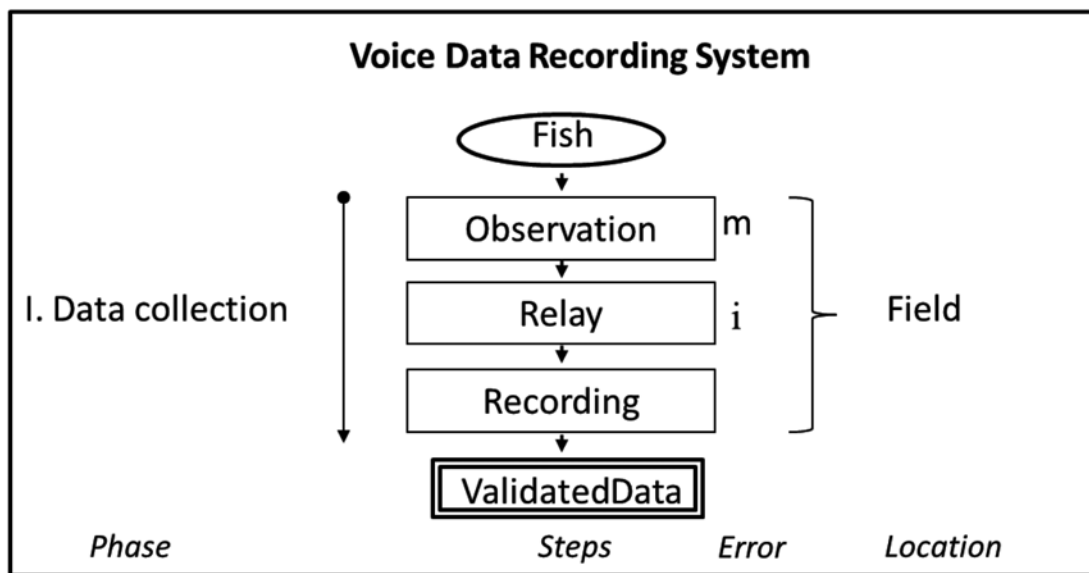 Voice Data Recording System
Fish
Observation
m
I. Data collection
Relay
i
Field
Recording
ValidatedData
Phase
Steps
Error
Location